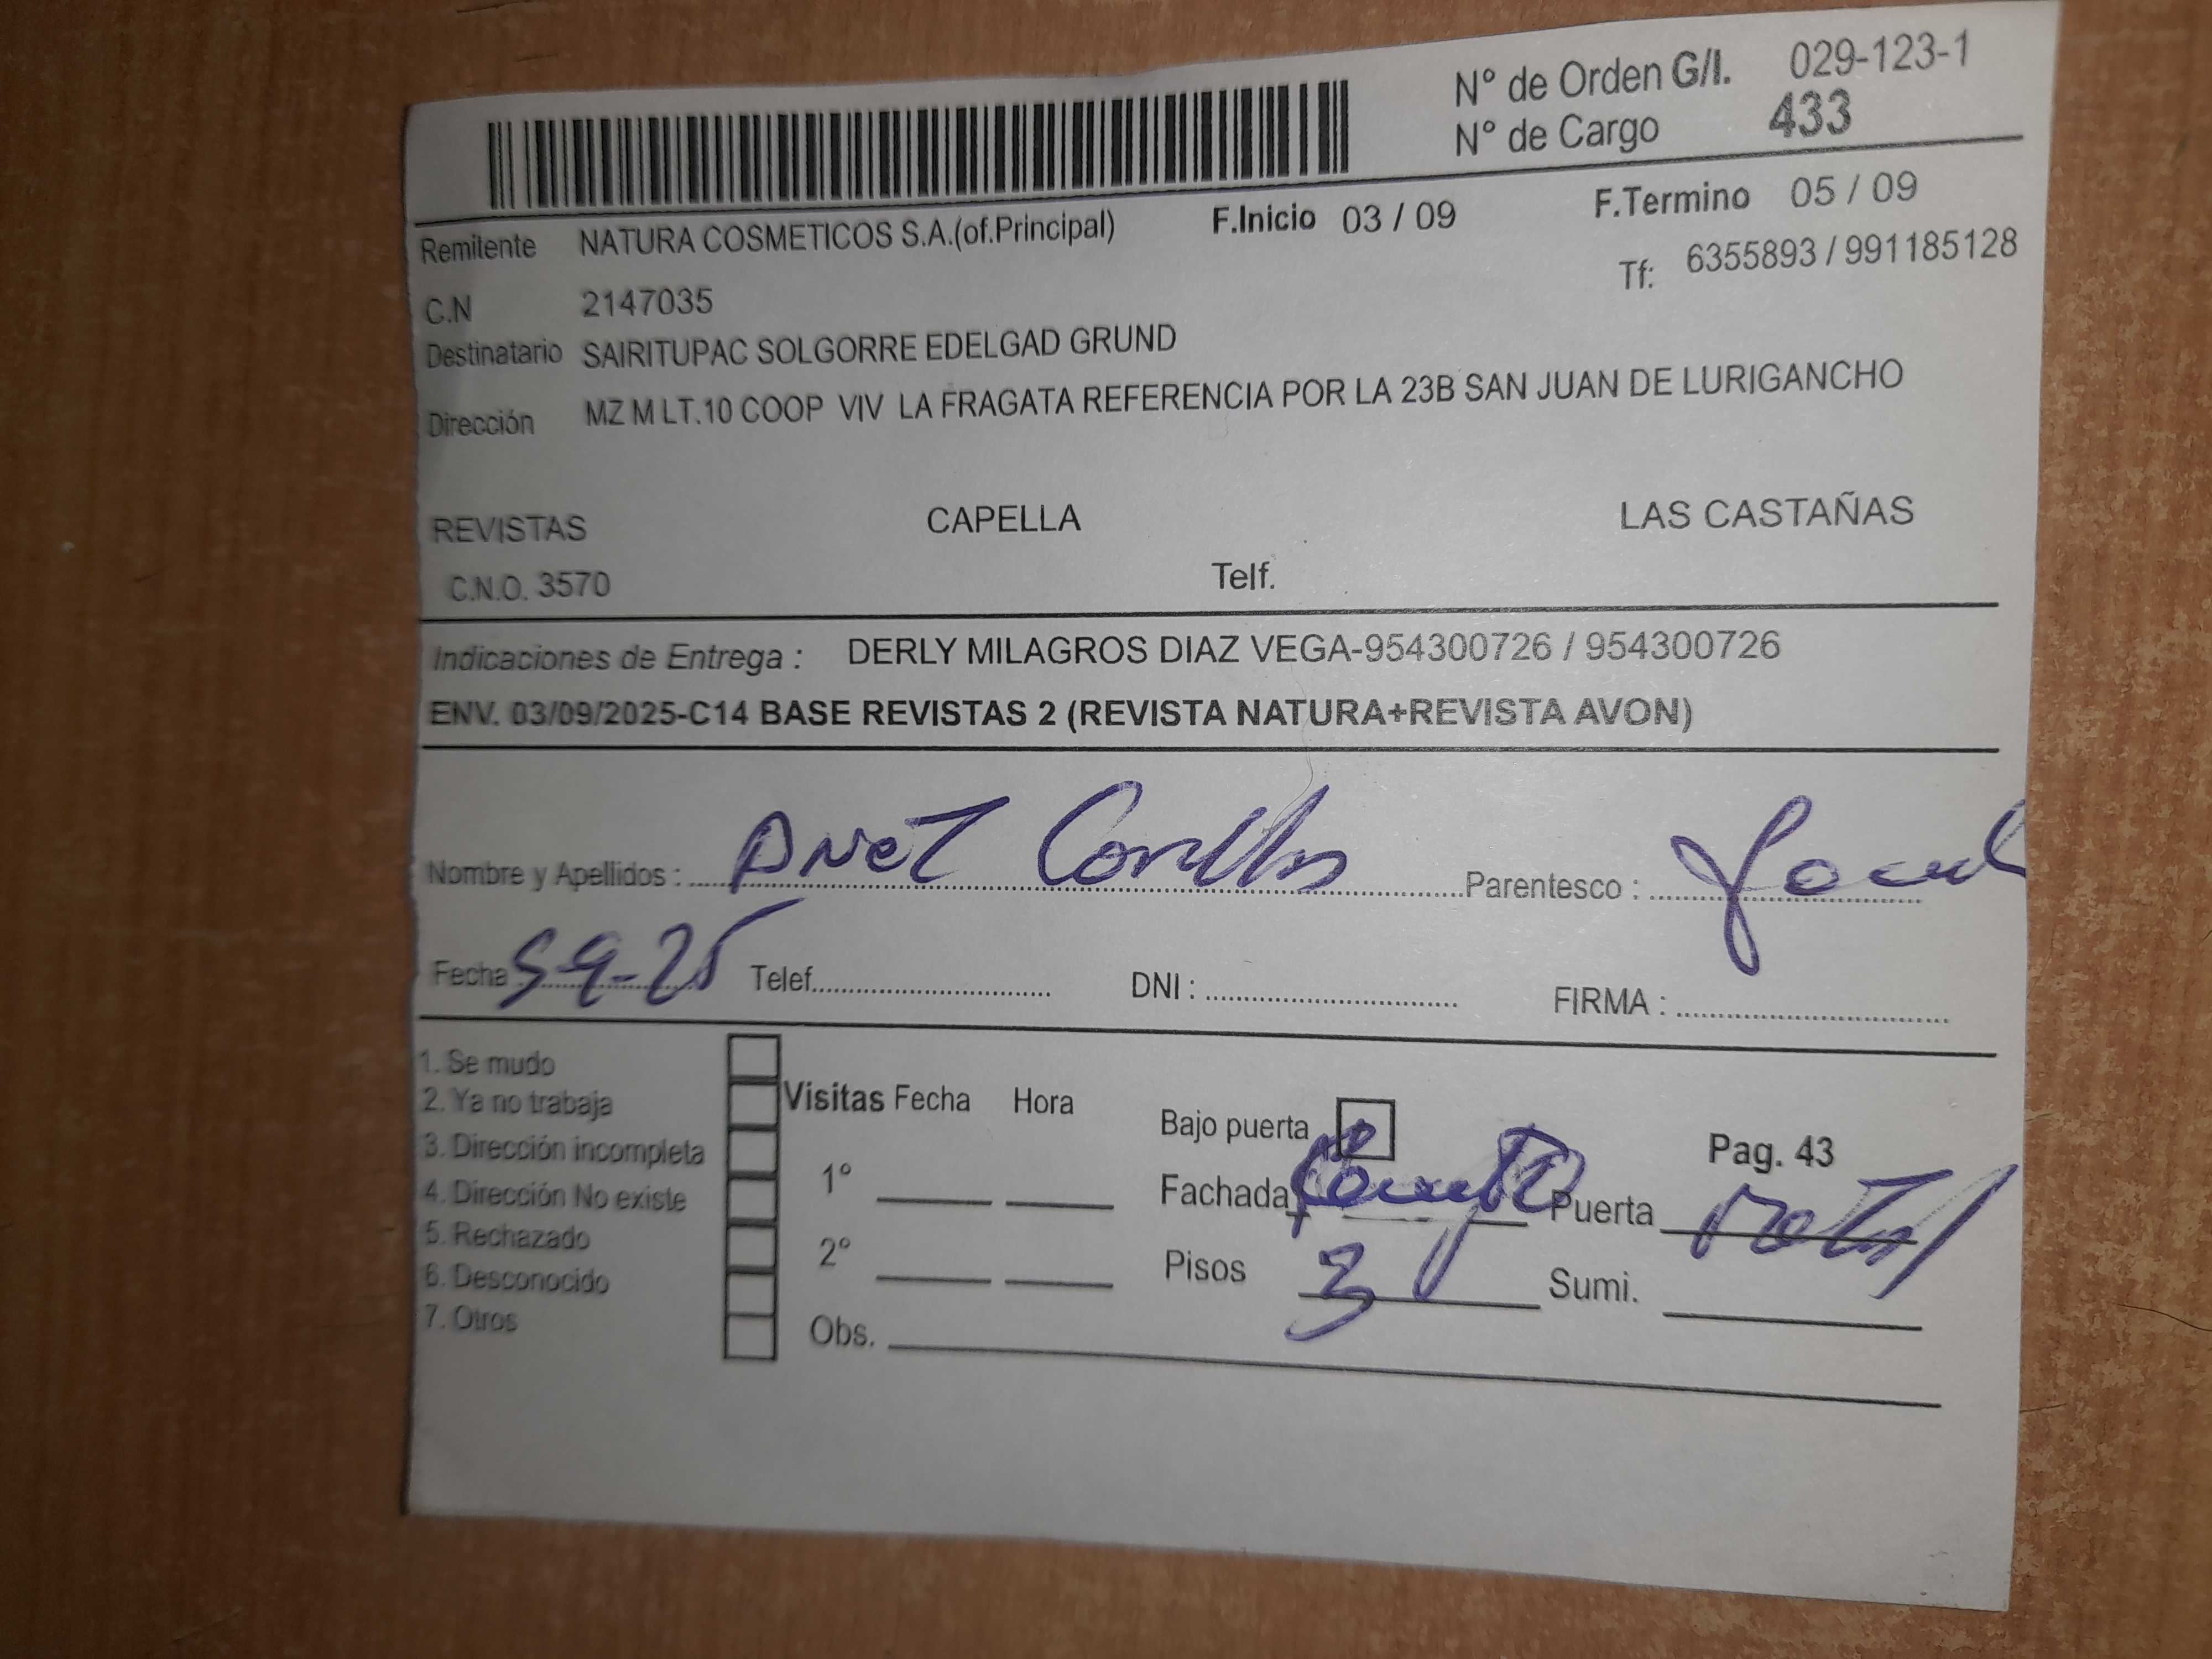 N° de Orden G/I. 029-123-1
N° de Cargo 433
Remitente NATURA COSMETICOS S.A.(of.Principal) F.Inicio 03 / 09 F.Termino 05 / 09
C.N 2147035 Tf: 6355893 / 991185128
Destinatario SAIRITUPAC SOLGORRE EDELGAD GRUND
Dirección MZ M LT.10 COOP VIV LA FRAGATA REFERENCIA POR LA 23B SAN JUAN DE LURIGANCHO
REVISTAS CAPELLA LAS CASTAÑAS
C.N.O. 3570 Telf.
Indicaciones de Entrega : DERLY MILAGROS DIAZ VEGA-954300726 / 954300726
ENV. 03/09/2025-C14 BASE REVISTAS 2 (REVISTA NATURA+REVISTA AVON)
Nombre y Apellidos : ANeT Parentesco :
Fecha 5-9-25 Telef. DNI : FIRMA :
1. Se mudo
2. Ya no trabaja Visitas Fecha Hora Bajo puerta
3. Dirección incompleta 1° Pag. 43
4. Dirección No existe Fachada Puerta
5. Rechazado 2° Pisos 3 Sumi.
6. Desconocido
7. Otros Obs.